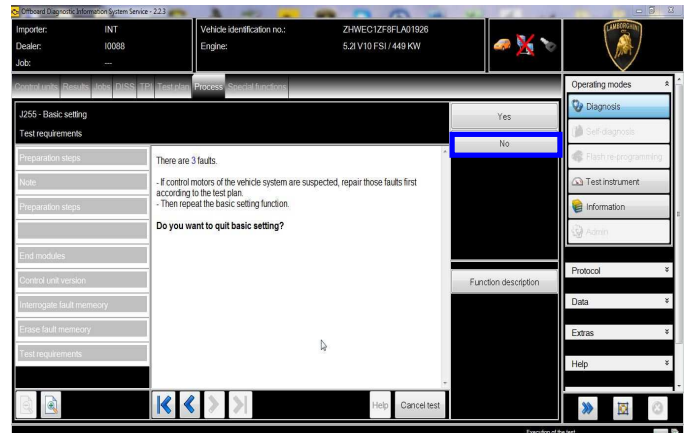 Offboard Diagnostic Information System Service - 2.2.3
Importer: INT
Dealer: I0088
Job: ---
Vehicle identification no.: ZHWEC1ZF8FLA01926
Engine: 5.2l V10 FSI / 449 KW
LAMBORGHINI
Control units Results Jobs DISS TPI Test plan Process Special functions
J255 - Basic setting
Test requirements
Preparation steps
Note
Preparation steps
End modules
Control unit version
Interrogate fault memeory
Erase fault memeory
Test requirements
There are 3 faults.
- If control motors of the vehicle system are suspected, repair those faults first
according to the test plan.
- Then repeat the basic setting function.
Do you want to quit basic setting?
Help
Cancel test
Yes
No
Function description
Operating modes
Diagnosis
Self-diagnosis
Flash re-programming
Test instrument
Information
Admin
Protocol
Data
Extras
Help
Execution of the test